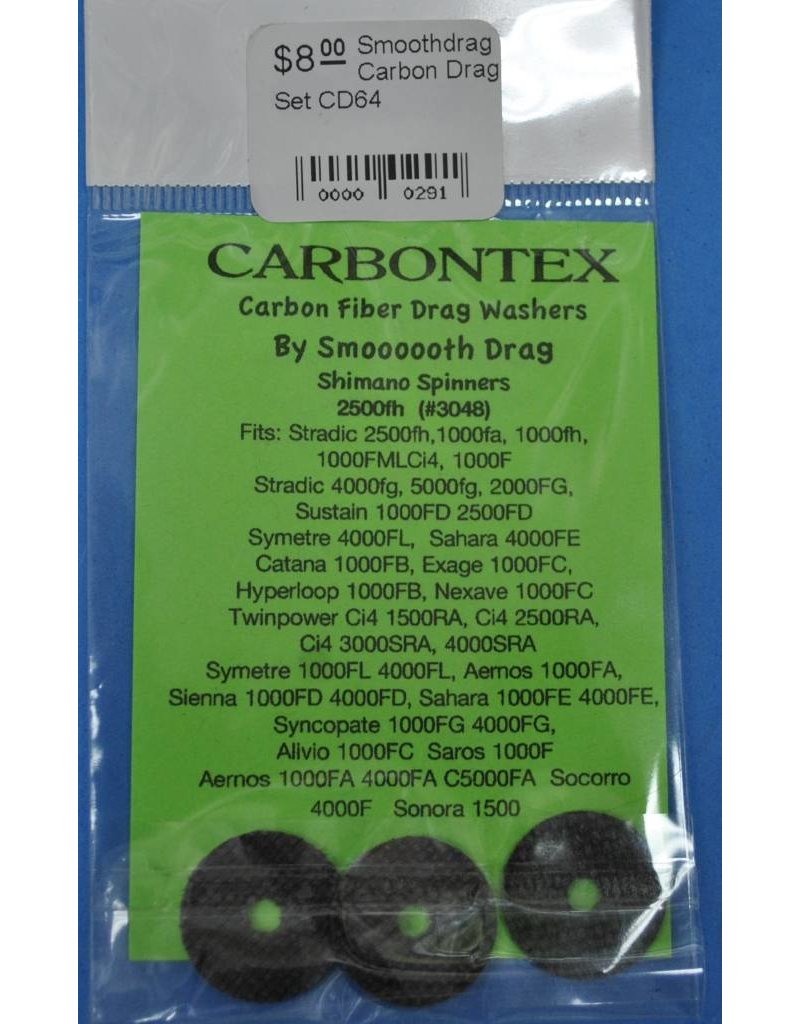 $8.00 Smoothdrag
Carbon Drag
Set CD64
0000 0291
CARBONTEX
Carbon Fiber Drag Washers
By Smoooooth Drag
Shimano Spinners
2500fh (#3048)
Fits: Stradic 2500fh,1000fa, 1000fh,
1000FMLCi4, 1000F
Stradic 4000fg, 5000fg, 2000FG,
Sustain 1000FD 2500FD
Symetre 4000FL, Sahara 4000FE
Catana 1000FB, Exage 1000FC,
Hyperloop 1000FB, Nexave 1000FC
Twinpower Ci4 1500RA, Ci4 2500RA,
Ci4 3000SRA, 4000SRA
Symetre 1000FL 4000FL, Aernos 1000FA,
Sienna 1000FD 4000FD, Sahara 1000FE 4000FE,
Syncopate 1000FG 4000FG,
Alivio 1000FC Saros 1000F
Aernos 1000FA 4000FA C5000FA Socorro
4000F Sonora 1500